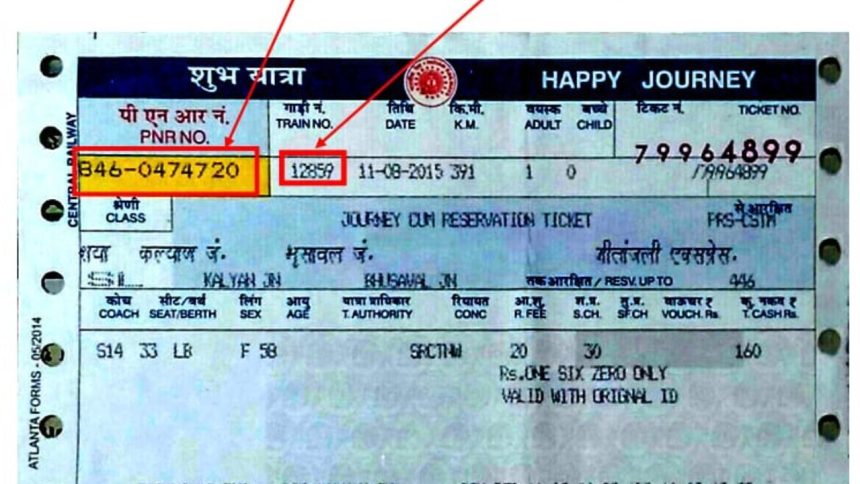 शुभ यात्रा HAPPY JOURNEY
पी एन आर नं. गाड़ी नं. तिथि कि.मी. वयस्क बच्चे टिकट नं. TICKET NO.
PNR NO. TRAIN NO. DATE K.M. ADULT CHILD
79964899
846-0474720 12859 11-08-2015 391 1 0 79964899
CENTRAL RAILWAY
श्रेणी
CLASS JOURNEY CUM RESERVATION TICKET PRS-CSTM
शया कल्याण जं. भुसावल जं. गीतांजली एक्सप्रेस.
SL KALYAN JN BHUSAVAL JN तक आरक्षित / RESV. UPTO 446
कोच सीट/बर्थ लिंग आयु यात्रा प्राधिकार रियायत आ.शु. सु.प्र.
COACH SEAT/BERTH SEX AGE T.AUTHORITY CONC R.FEE S.CH. SF.CH VOUCH. Rs. T.CASH Rs.
S14 33 LB F 58 SRCTNW 20 30 160
Rs.ONE SIX ZERO ONLY
VALID WITH ORIGNAL ID
ATLANTA FORMS - 05/2014